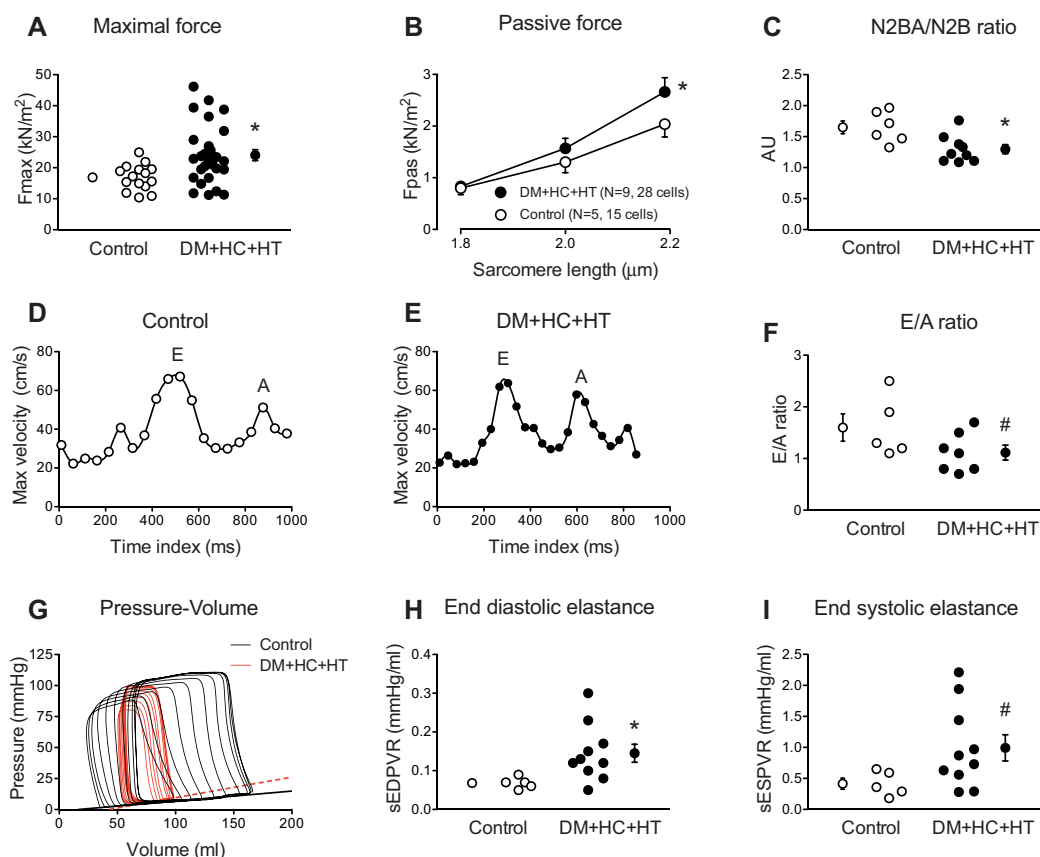 A Maximal force
Fmax (kN/m²)
50
40
30
20
10
0
*
Control DM+HC+HT
B Passive force
Fpas (kN/m²)
3
2
1
0
*
DM+HC+HT (N=9, 28 cells)
Control (N=5, 15 cells)
1.8 2.0 2.2
Sarcomere length (μm)
C N2BA/N2B ratio
AU
2.5
2.0
1.5
1.0
0.5
0.0
*
Control DM+HC+HT
D Control
Max velocity (cm/s)
80
60
40
20
0
E
A
0 200 400 600 800 1000
Time index (ms)
E DM+HC+HT
Max velocity (cm/s)
80
60
40
20
0
E
A
0 200 400 600 800 1000
Time index (ms)
F E/A ratio
E/A ratio
3
2
1
0
#
Control DM+HC+HT
G Pressure-Volume
Control
DM+HC+HT
Pressure (mmHg)
125
100
75
50
25
0
0 50 100 150 200
Volume (ml)
H End diastolic elastance
sEDPVR (mmHg/ml)
0.4
0.3
0.2
0.1
0.0
*
Control DM+HC+HT
I End systolic elastance
sESPVR (mmHg/ml)
2.5
2.0
1.5
1.0
0.5
0.0
#
Control DM+HC+HT